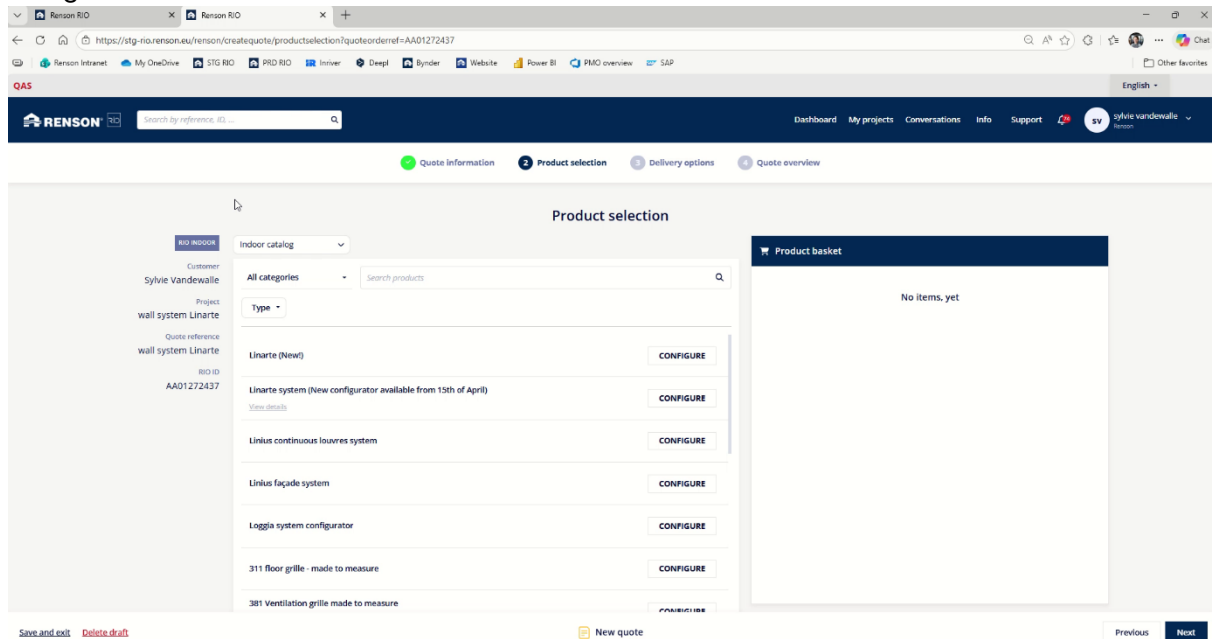 Renson RIO
Renson RIO
https://stg-rio.renson.eu/renson/createquote/productselection?quoteorderref=AA01272437
Chat
Renson Intranet My OneDrive STG RIO PRD RIO Inriver Deepl Bynder Website Power BI PMO overview SAP Other favorites
QAS English
RENSON RIO Search by reference, ID, ... Dashboard My projects Conversations Info Support sv sylvie vandewalle
Renson
Quote information 2 Product selection 3 Delivery options 4 Quote overview
Product selection
RIO INDOOR
Customer
Sylvie Vandewalle
Project
wall system Linarte
Quote reference
wall system Linarte
RIO ID
AA01272437
Indoor catalog
All categories Search products
Type
Linarte (New!) CONFIGURE
Linarte system (New configurator available from 15th of April) CONFIGURE
View details
Linius continuous louvres system CONFIGURE
Linius façade system CONFIGURE
Loggia system configurator CONFIGURE
311 floor grille - made to measure CONFIGURE
381 Ventilation grille made to measure CONFIGURE
Product basket
No items, yet
Save and exit Delete draft New quote Previous Next